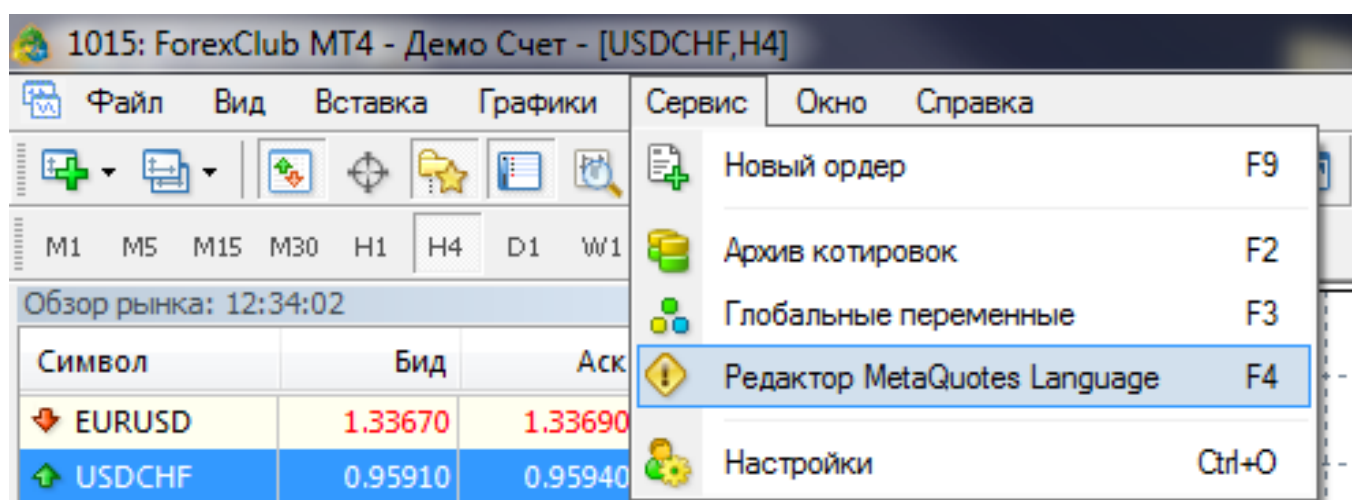 1015: ForexClub MT4 - Демо Счет - [USDCHF,H4]
Файл Вид Вставка Графики Сервис Окно Справка
Новый ордер F9
M1 M5 M15 M30 H1 H4 D1 W1
Архив котировок F2
Обзор рынка: 12:34:02
Глобальные переменные F3
Символ Бид Аск
Редактор MetaQuotes Language F4
EURUSD 1.33670 1.33690
Настройки Ctrl+O
USDCHF 0.95910 0.95940